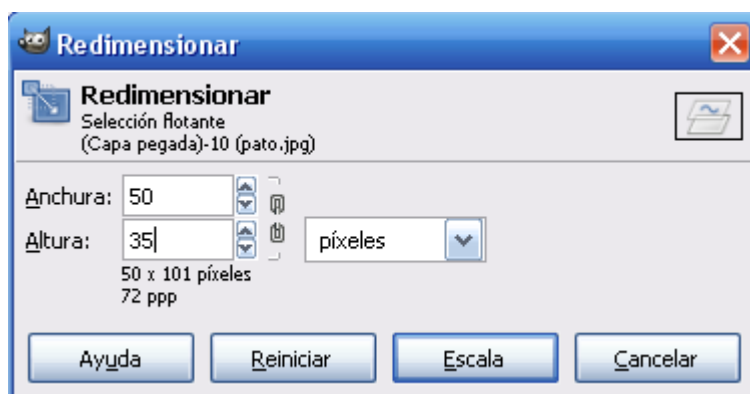 Redimensionar
Redimensionar
Selección flotante
(Capa pegada)-10 (pato.jpg)
Anchura: 50
Altura: 35 píxeles
50 x 101 píxeles
72 ppp
Ayuda Reiniciar Escala Cancelar